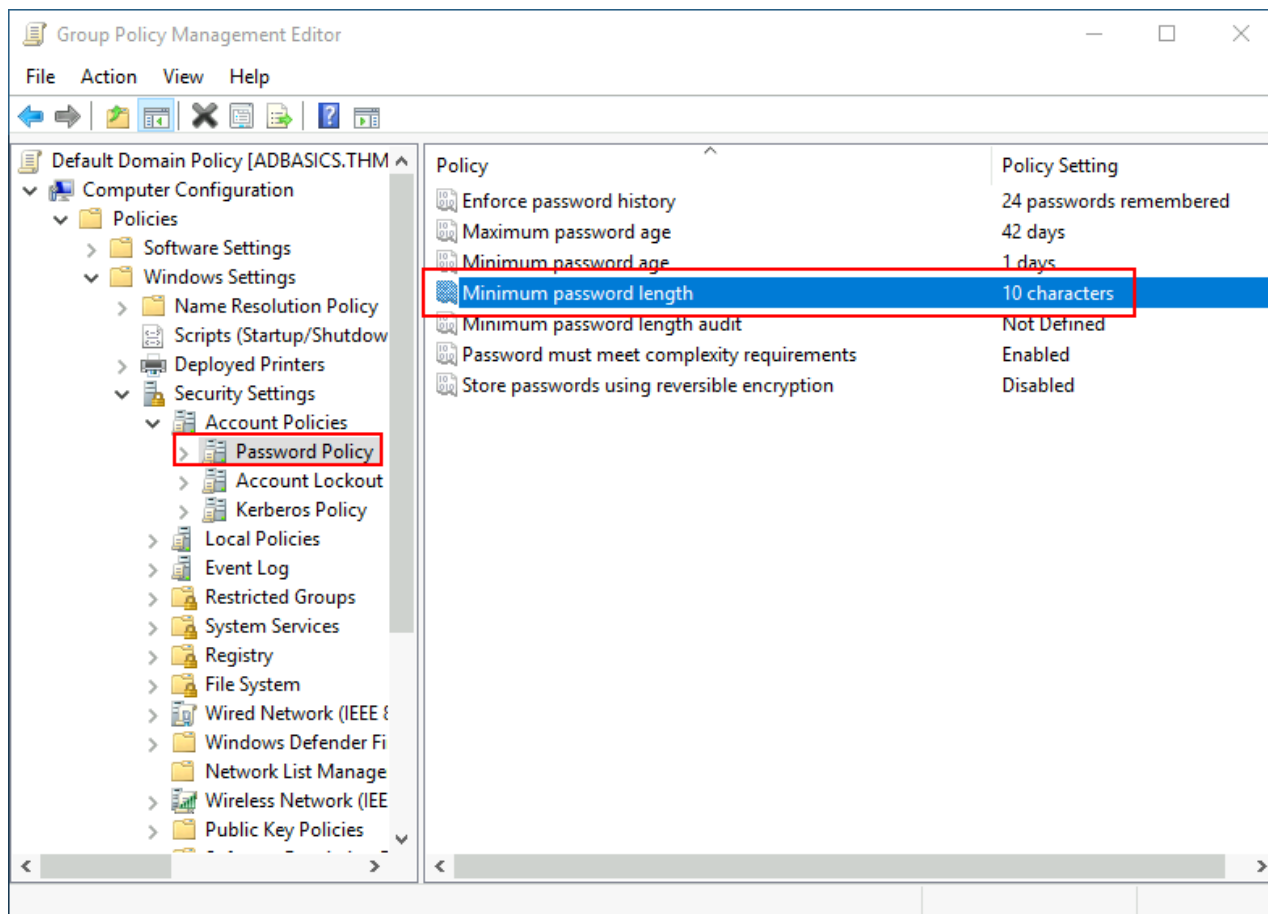 Group Policy Management Editor
File Action View Help
Default Domain Policy [ADBASICS.THM
Computer Configuration
Policies
Software Settings
Windows Settings
Name Resolution Policy
Scripts (Startup/Shutdow
Deployed Printers
Security Settings
Account Policies
Password Policy
Account Lockout
Kerberos Policy
Local Policies
Event Log
Restricted Groups
System Services
Registry
File System
Wired Network (IEEE 8
Windows Defender Fi
Network List Manage
Wireless Network (IEE
Public Key Policies
Policy Policy Setting
Enforce password history 24 passwords remembered
Maximum password age 42 days
Minimum password age 1 days
Minimum password length 10 characters
Minimum password length audit Not Defined
Password must meet complexity requirements Enabled
Store passwords using reversible encryption Disabled